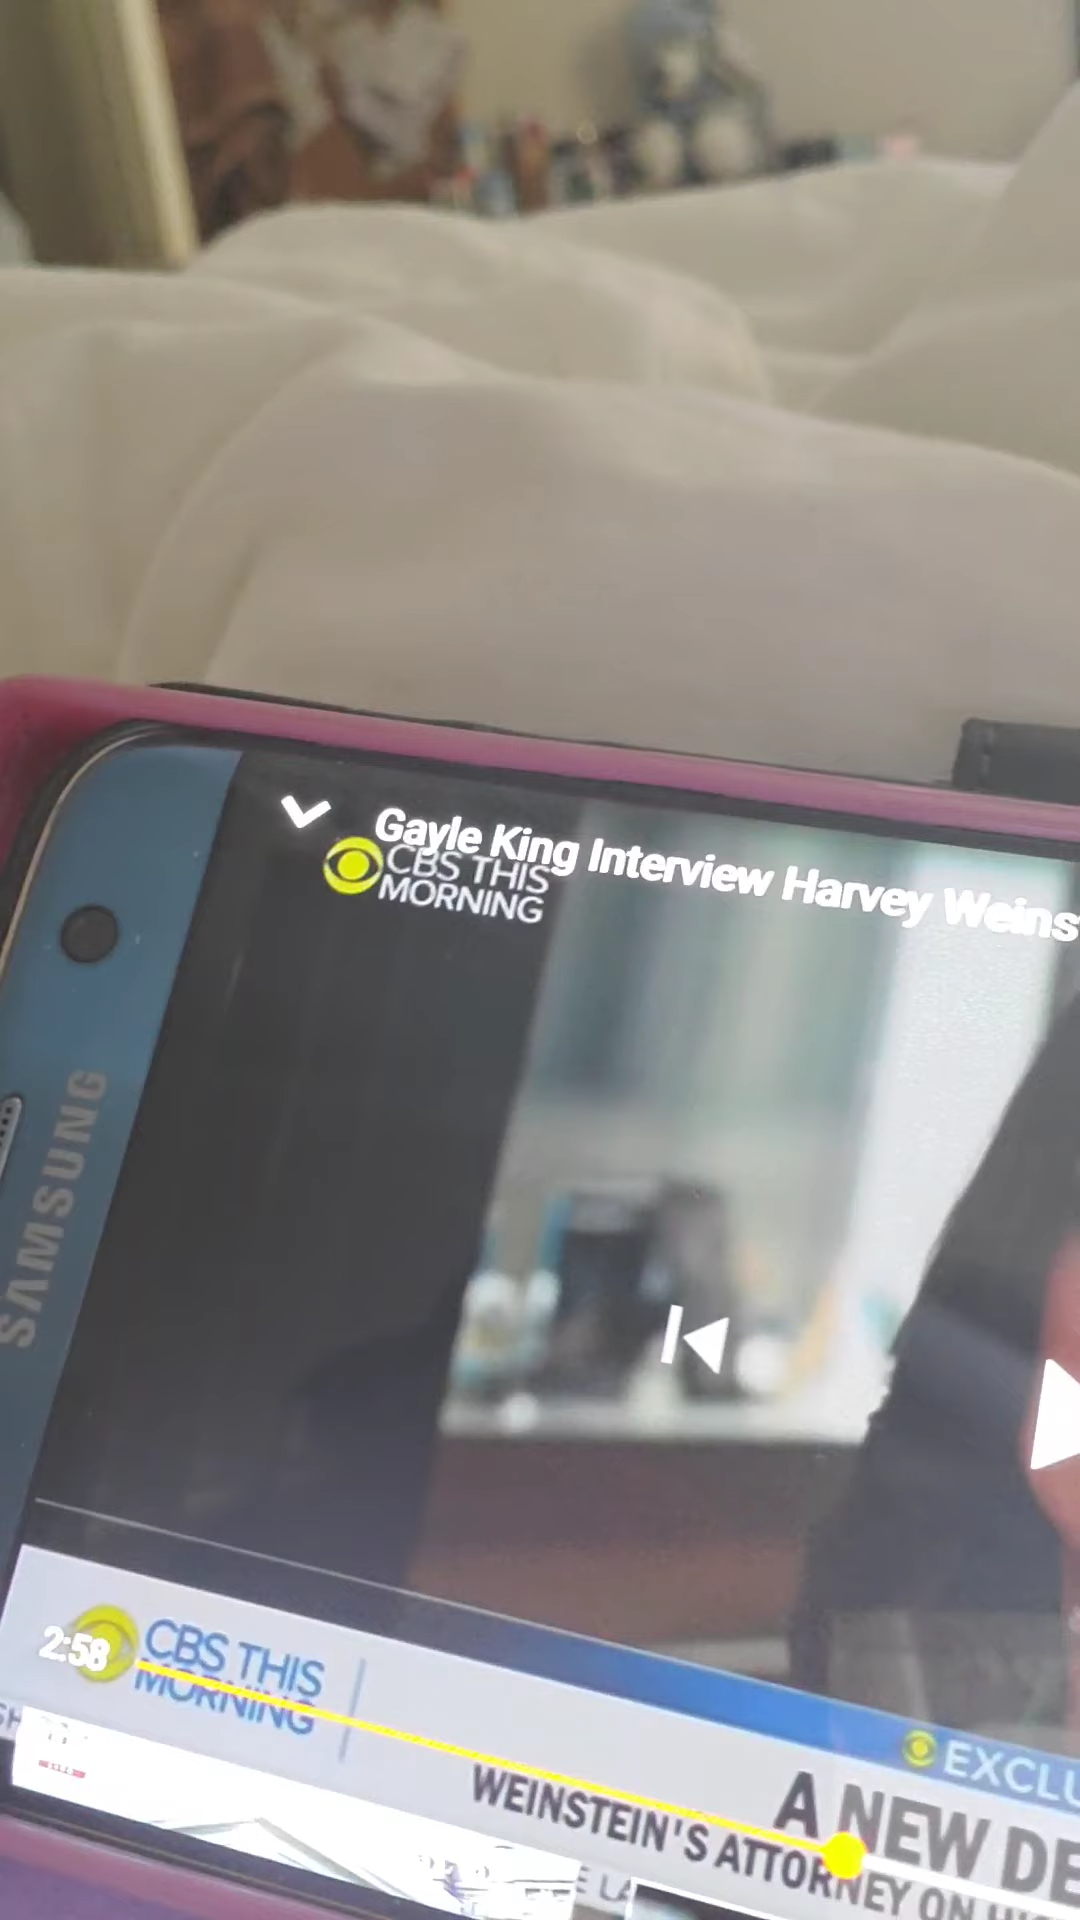 Gayle King Interview Harvey Weins
CBS THIS
MORNING
SAMSUNG
2:58
CBS THIS
MORNING
EXCLU
A NEW DE
WEINSTEIN'S ATTORNEY ON